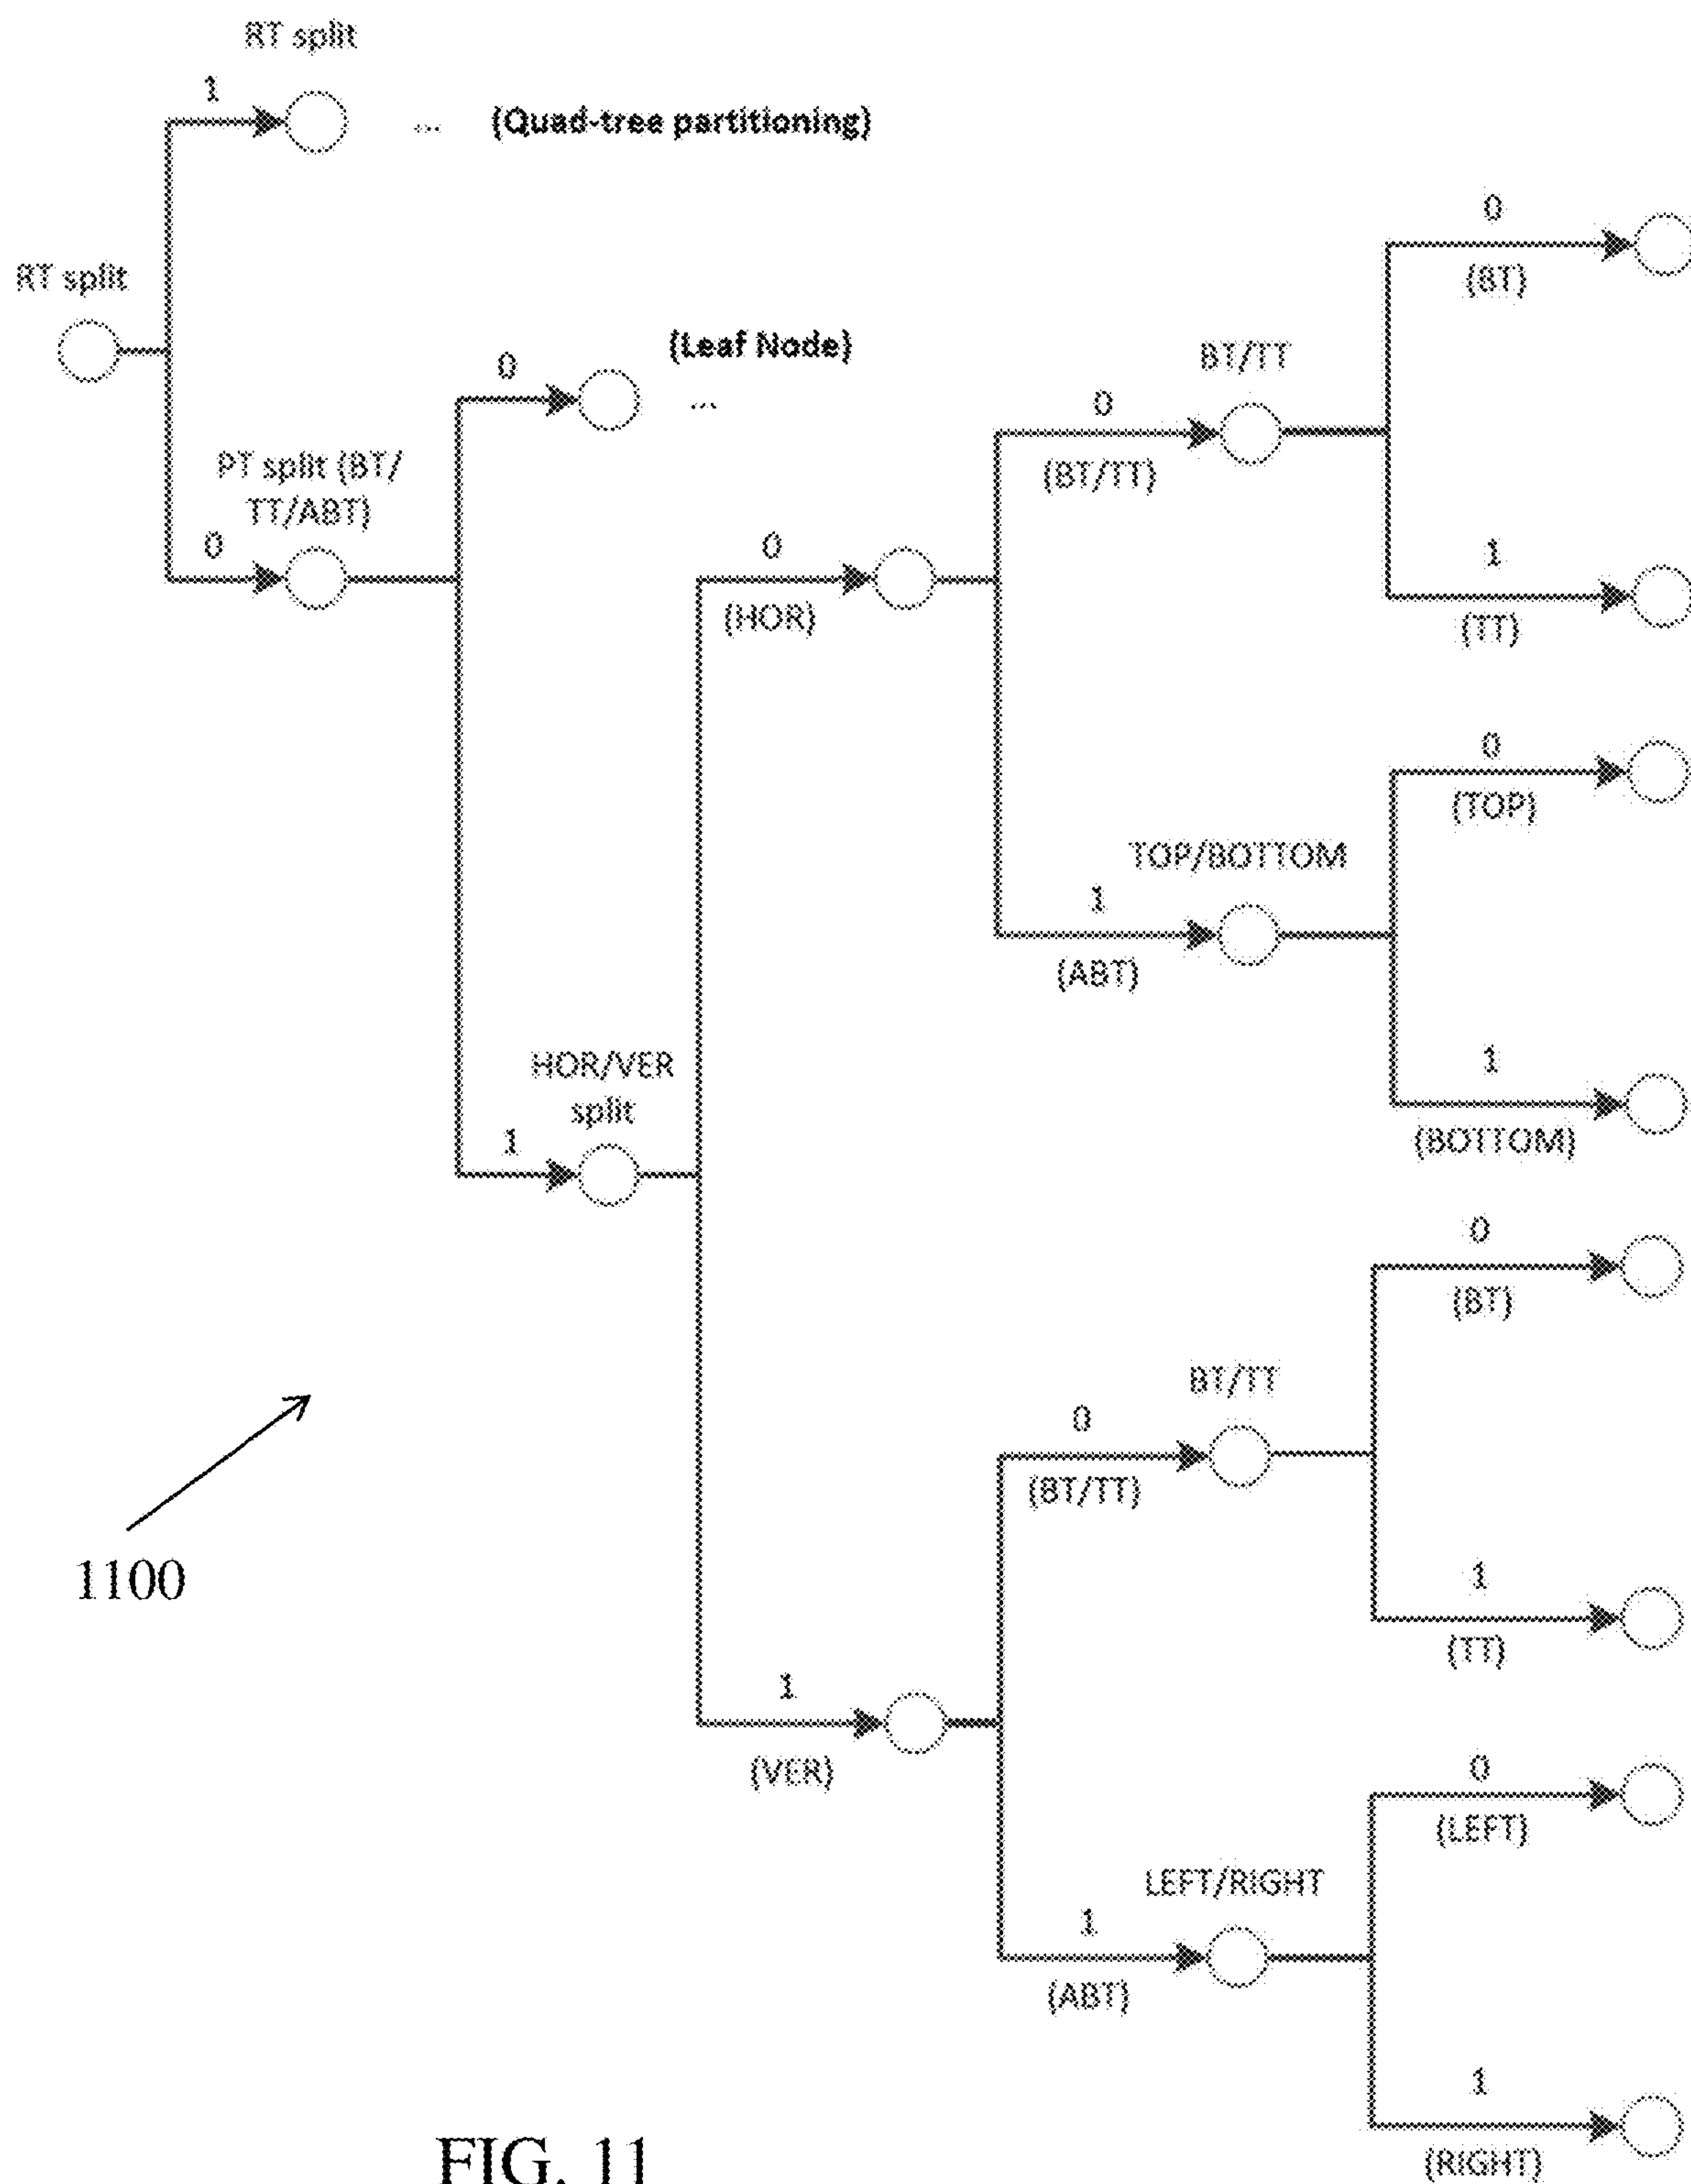 RT split
1
... (Quad-tree partitioning)
0
(BT)
RT split
(Leaf Node)
0
...
BT/TT
0
(BT/TT)
PT split (BT/
TT/ABT)
0
0
(HOR)
1
(TT)
0
(TOP)
TOP/BOTTOM
1
(ABT)
HOR/VER
split
1
1
(BOTTOM)
0
(BT)
BT/TT
0
(BT/TT)
1100
1
(TT)
1
(VER)
0
(LEFT)
LEFT/RIGHT
1
(ABT)
1
(RIGHT)
FIG. 11